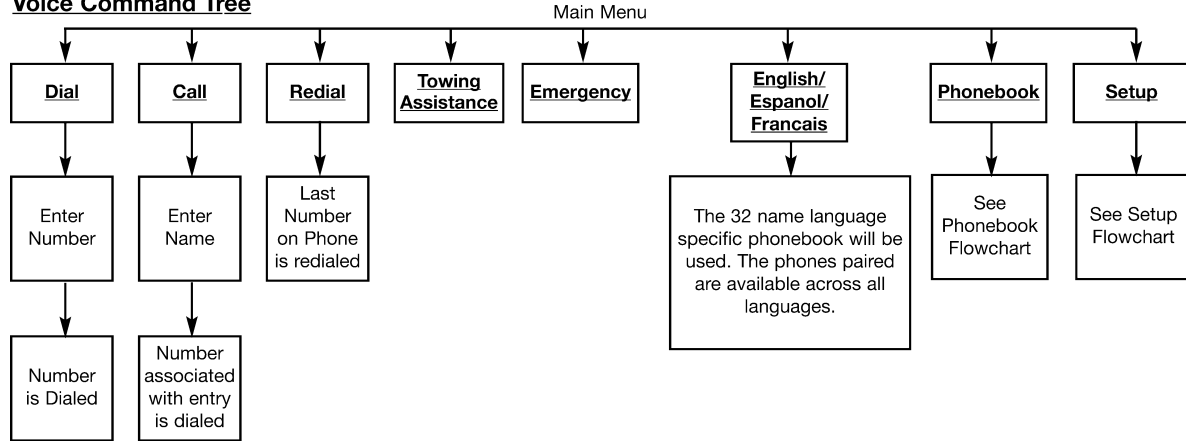 Voice Command Tree
Main Menu
Dial
Call
Redial
Towing
Assistance
Emergency
English/
Espanol/
Francais
Phonebook
Setup
Enter
Number
Enter
Name
Last
Number
on Phone
is redialed
The 32 name language
specific phonebook will be
used. The phones paired
are available across all
languages.
See
Phonebook
Flowchart
See Setup
Flowchart
Number
is Dialed
Number
associated
with entry
is dialed